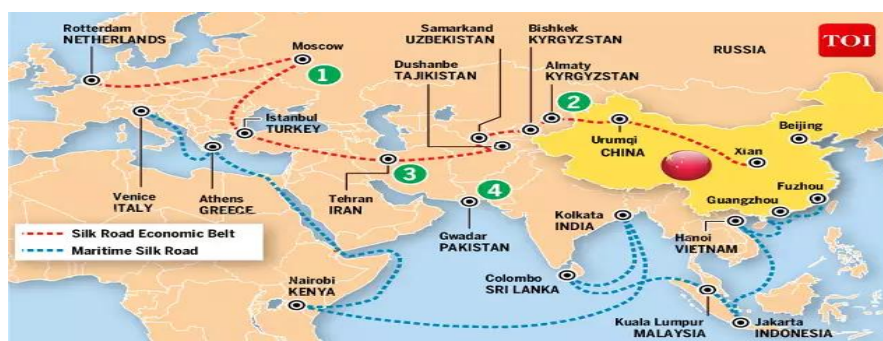 Rotterdam
NETHERLANDS
Moscow
1
Samarkand
UZBEKISTAN
Dushanbe
TAJIKISTAN
Bishkek
KYRGYZSTAN
Almaty
KYRGYZSTAN
2
RUSSIA
TOI
Istanbul
TURKEY
Urumqi
CHINA
Beijing
Xian
Venice
ITALY
Athens
GREECE
Tehran
IRAN
3
4
Gwadar
PAKISTAN
Kolkata
INDIA
Guangzhou
Fuzhou
Hanoi
VIETNAM
Silk Road Economic Belt
Maritime Silk Road
Nairobi
KENYA
Colombo
SRI LANKA
Kuala Lumpur
MALAYSIA
Jakarta
INDONESIA